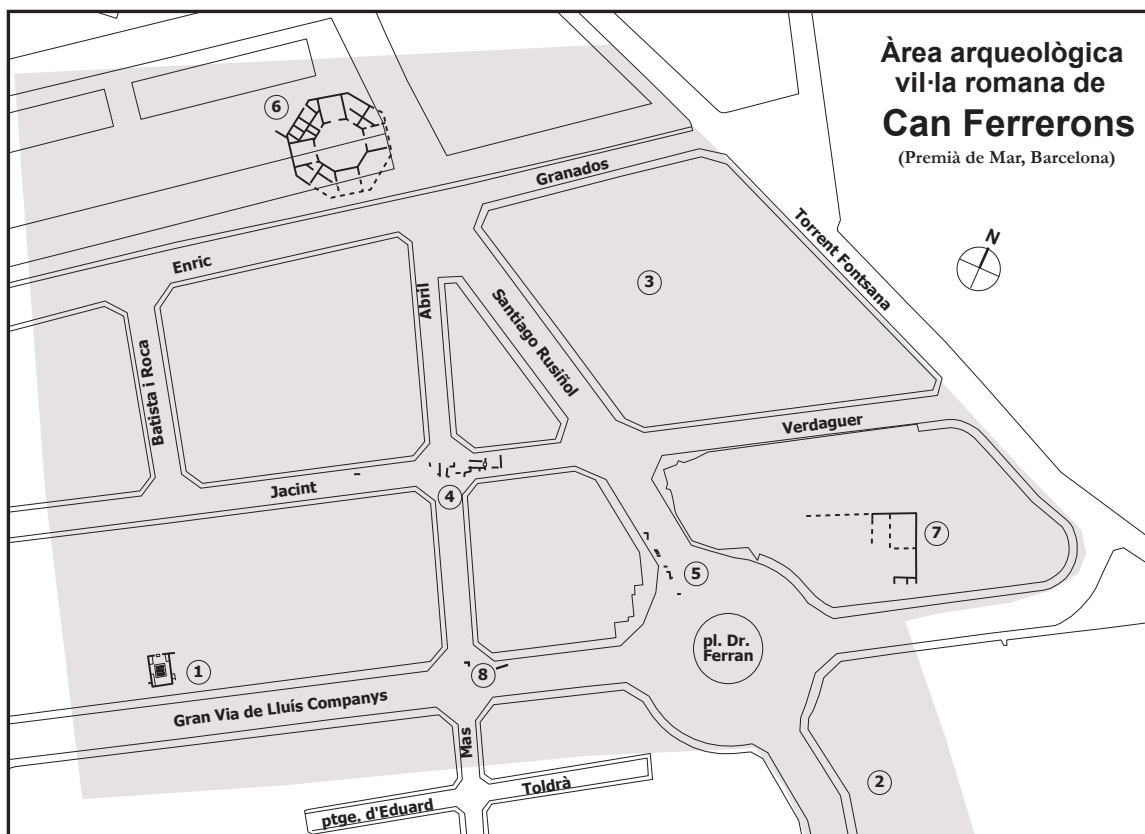 Àrea arqueològica
vil·la romana de
Can Ferrerons
(Premià de Mar, Barcelona)
6
Granados
Torrent Fontsana
N
Enric
Abril
3
Santiago Rusiñol
Batista i Roca
Verdaguer
Jacint
4
7
5
pl. Dr.
Ferran
1
8
Gran Via de Lluís Companys
Mas
2
Toldrà
ptge. d'Eduard